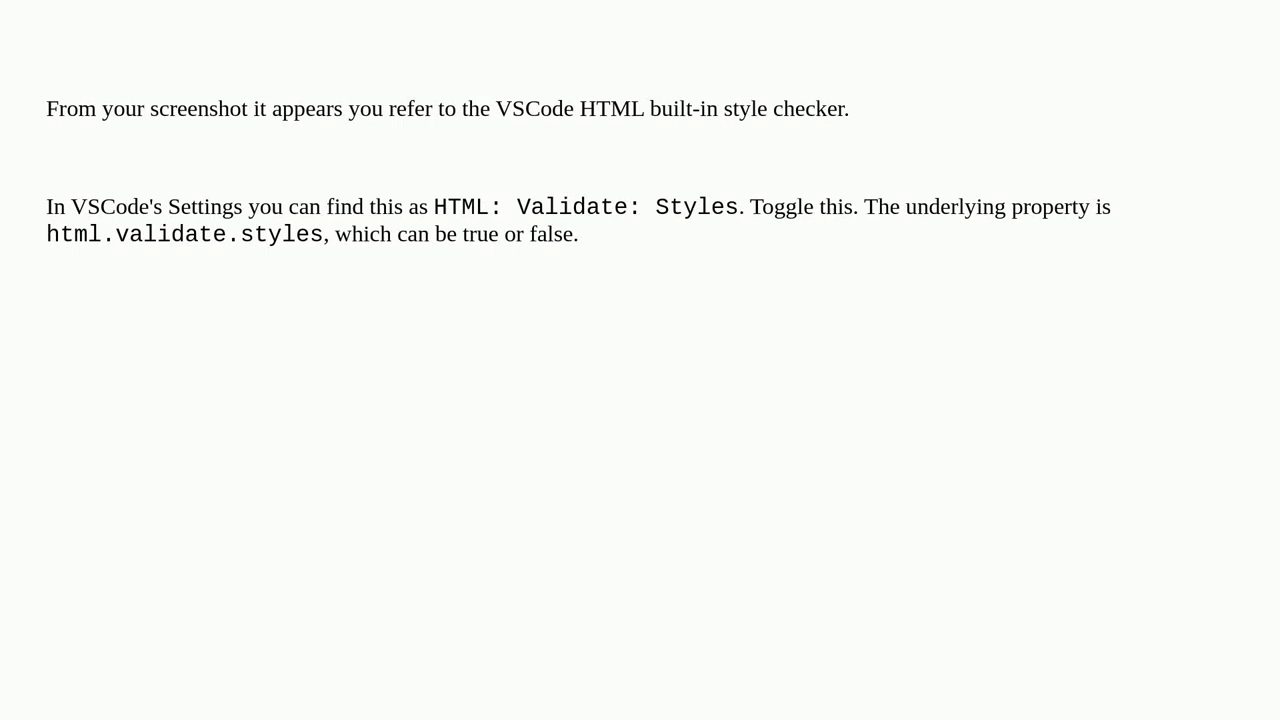 From your screenshot it appears you refer to the VSCode HTML built-in style checker.
In VSCode's Settings you can find this as HTML: Validate: Styles. Toggle this. The underlying property is
html.validate.styles, which can be true or false.